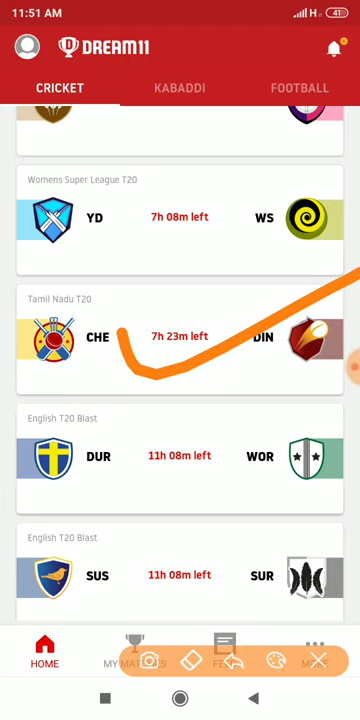 11:51 AM
H
41
DREAM11
CRICKET KABADDI FOOTBALL
Womens Super League T20
YD 7h 08m left WS
Tamil Nadu T20
CHE 7h 23m left DIN
English T20 Blast
DUR 11h 08m left WOR
English T20 Blast
SUS 11h 08m left SUR
HOME MY